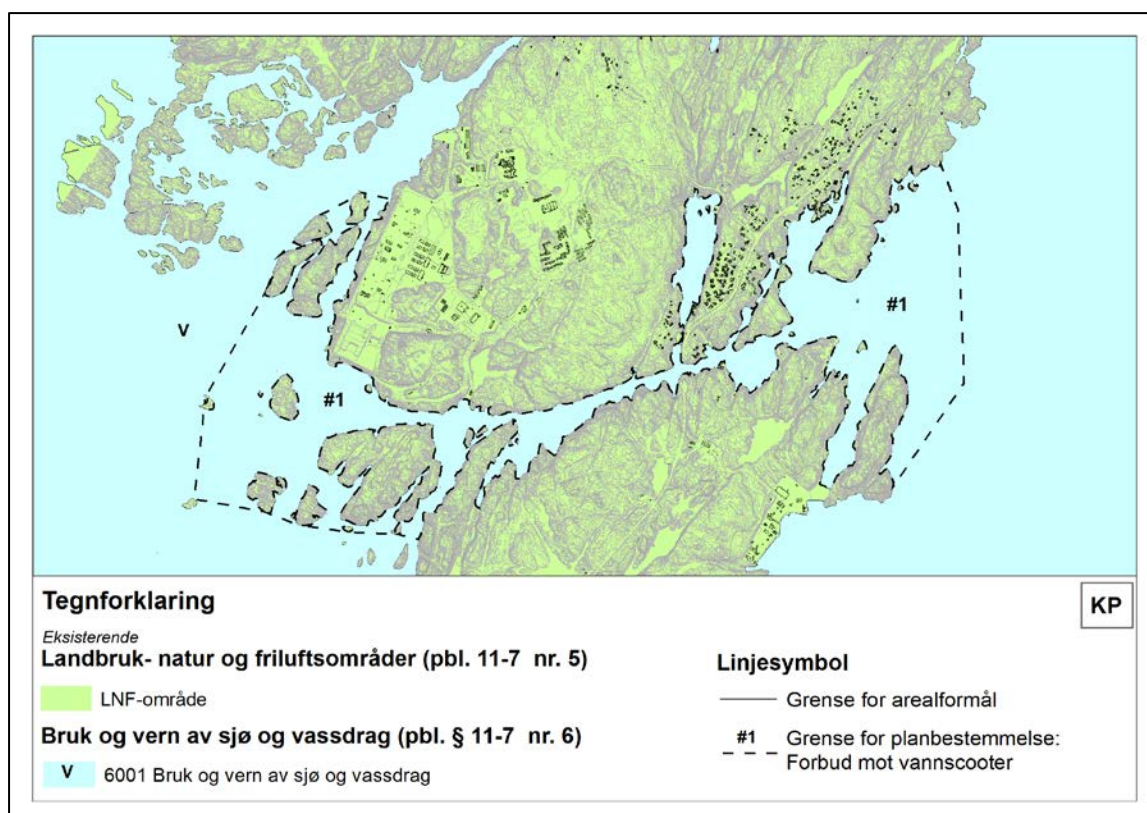 #1
V
#1
Tegnforklaring
KP
Eksisterende
Landbruk- natur og friluftsområder (pbl. 11-7 nr. 5)
LNF-område
Bruk og vern av sjø og vassdrag (pbl. § 11-7 nr. 6)
V 6001 Bruk og vern av sjø og vassdrag
Linjesymbol
Grense for arealformål
#1 Grense for planbestemmelse:
Forbud mot vannscooter